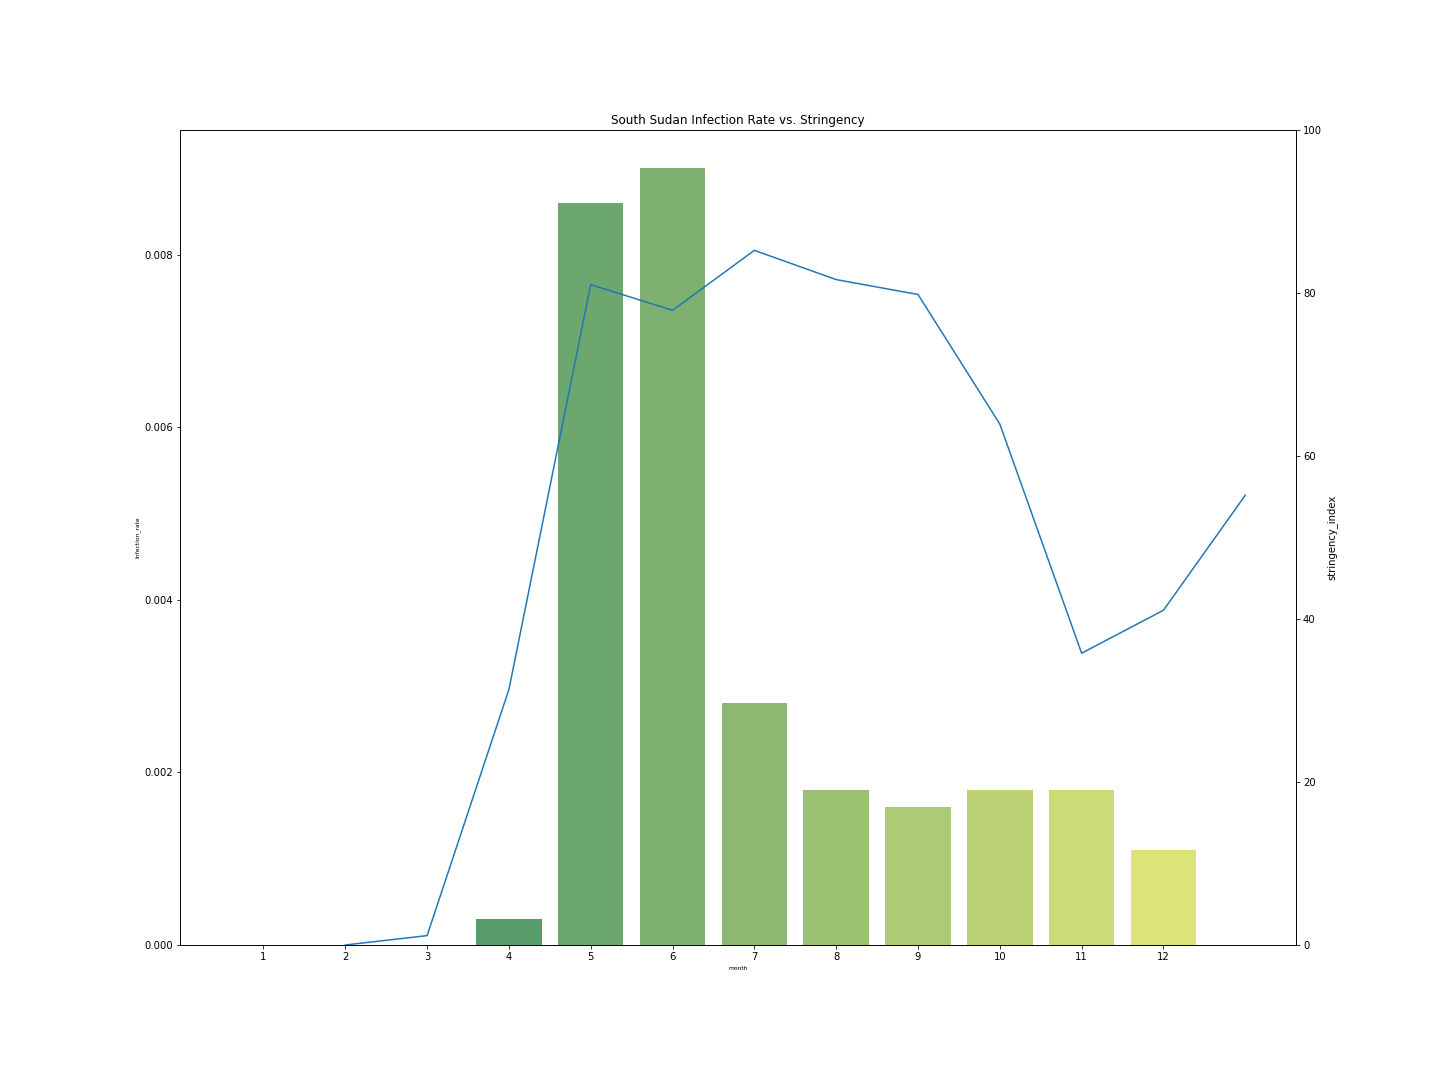 South Sudan Infection Rate vs. Stringency
100
0.008
80
0.006
60
Infection_rate
stringency_index
0.004
40
0.002
20
0.000
0
1 2 3 4 5 6 7 8 9 10 11 12
month